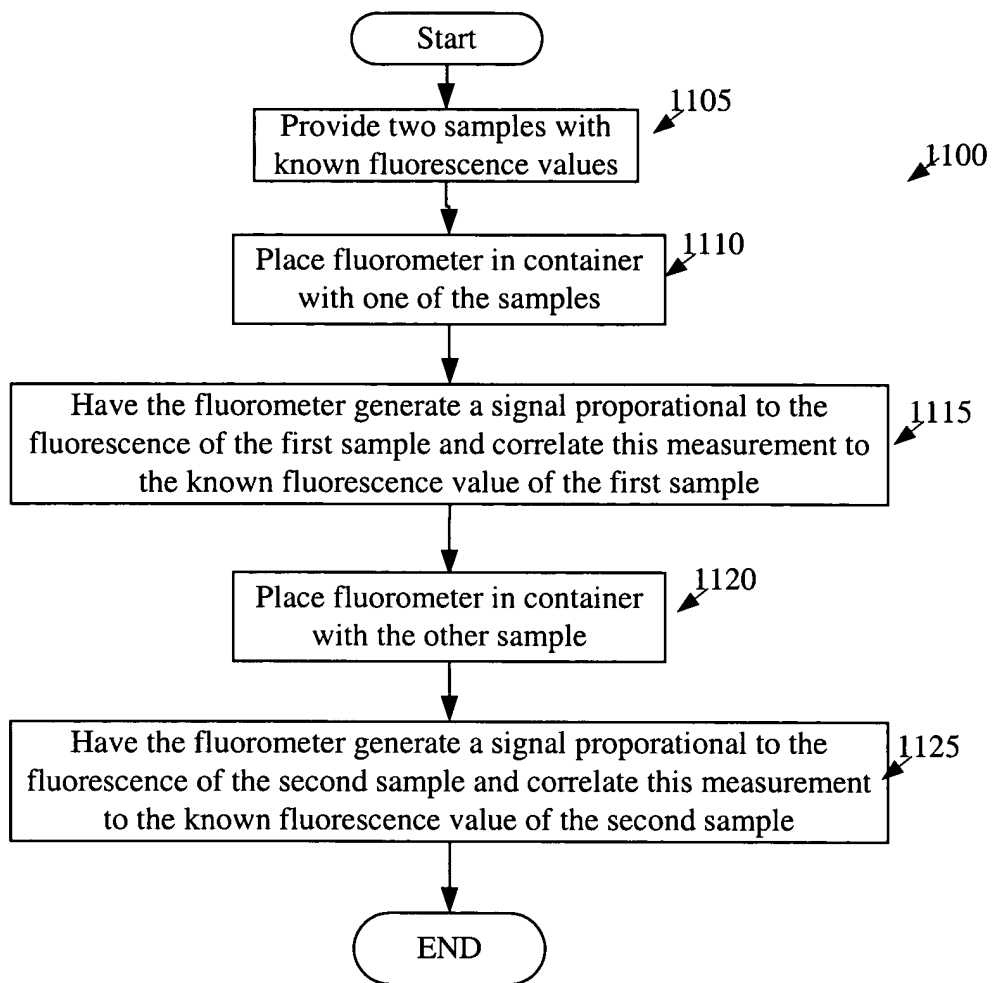 Start
1105
Provide two samples with
known fluorescence values
1100
1110
Place fluorometer in container
with one of the samples
Have the fluorometer generate a signal proporational to the
fluorescence of the first sample and correlate this measurement to
the known fluorescence value of the first sample
1115
1120
Place fluorometer in container
with the other sample
Have the fluorometer generate a signal proporational to the
fluorescence of the second sample and correlate this measurement
to the known fluorescence value of the second sample
1125
END